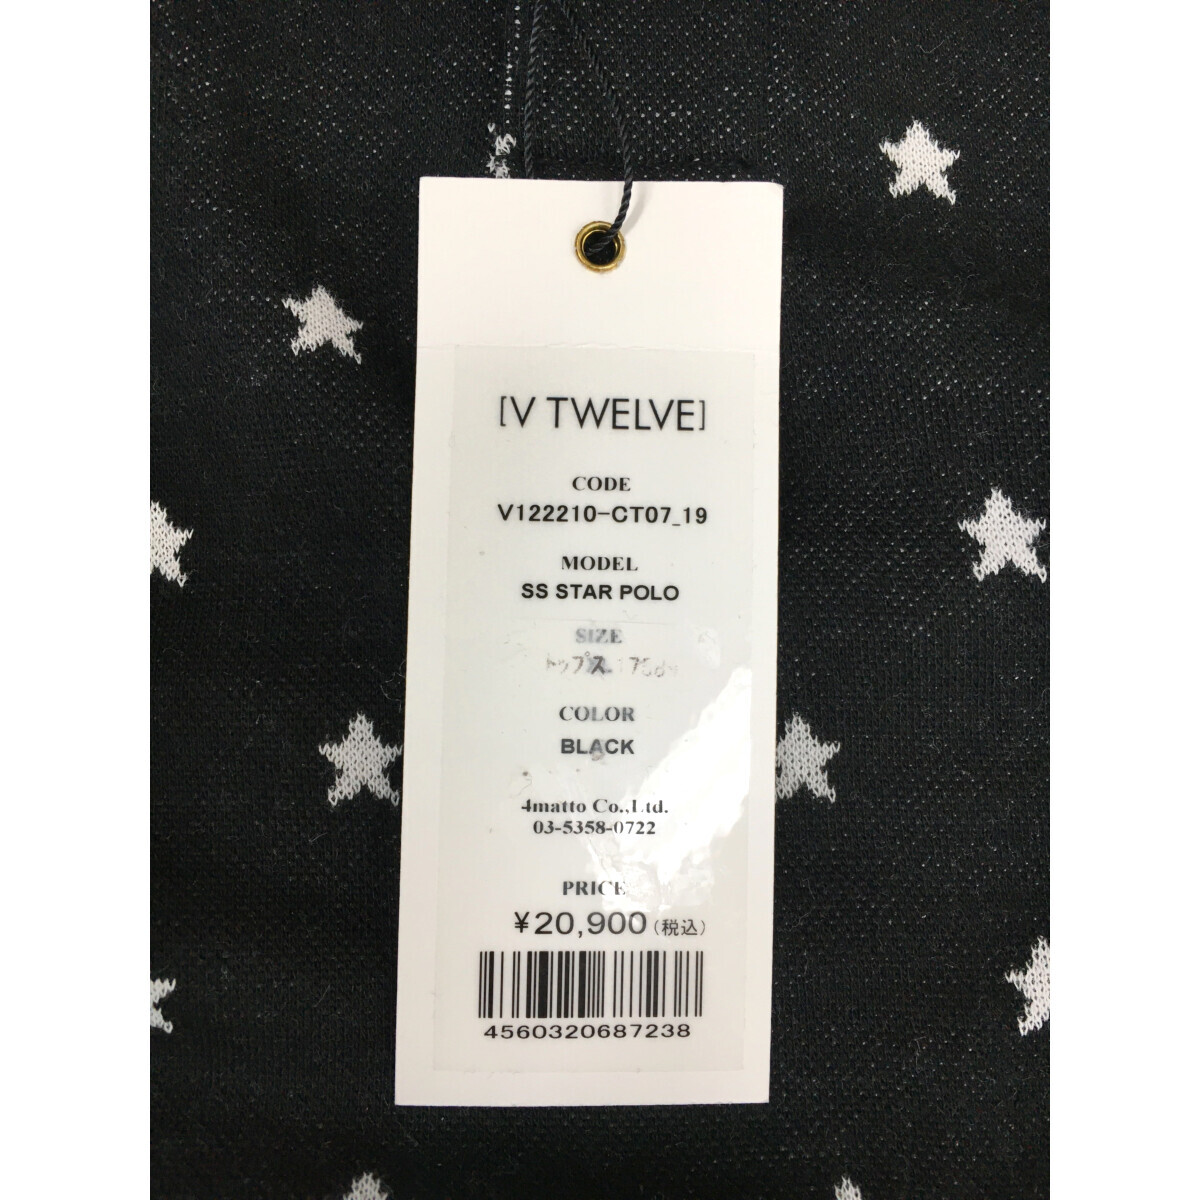 [V TWELVE]
CODE
V122210-CT07_19
MODEL
SS STAR POLO
SIZE
トップス
COLOR
BLACK
4matto Co.,Ltd.
03-5358-0722
PRICE
¥20,900(税込)
4560320687238